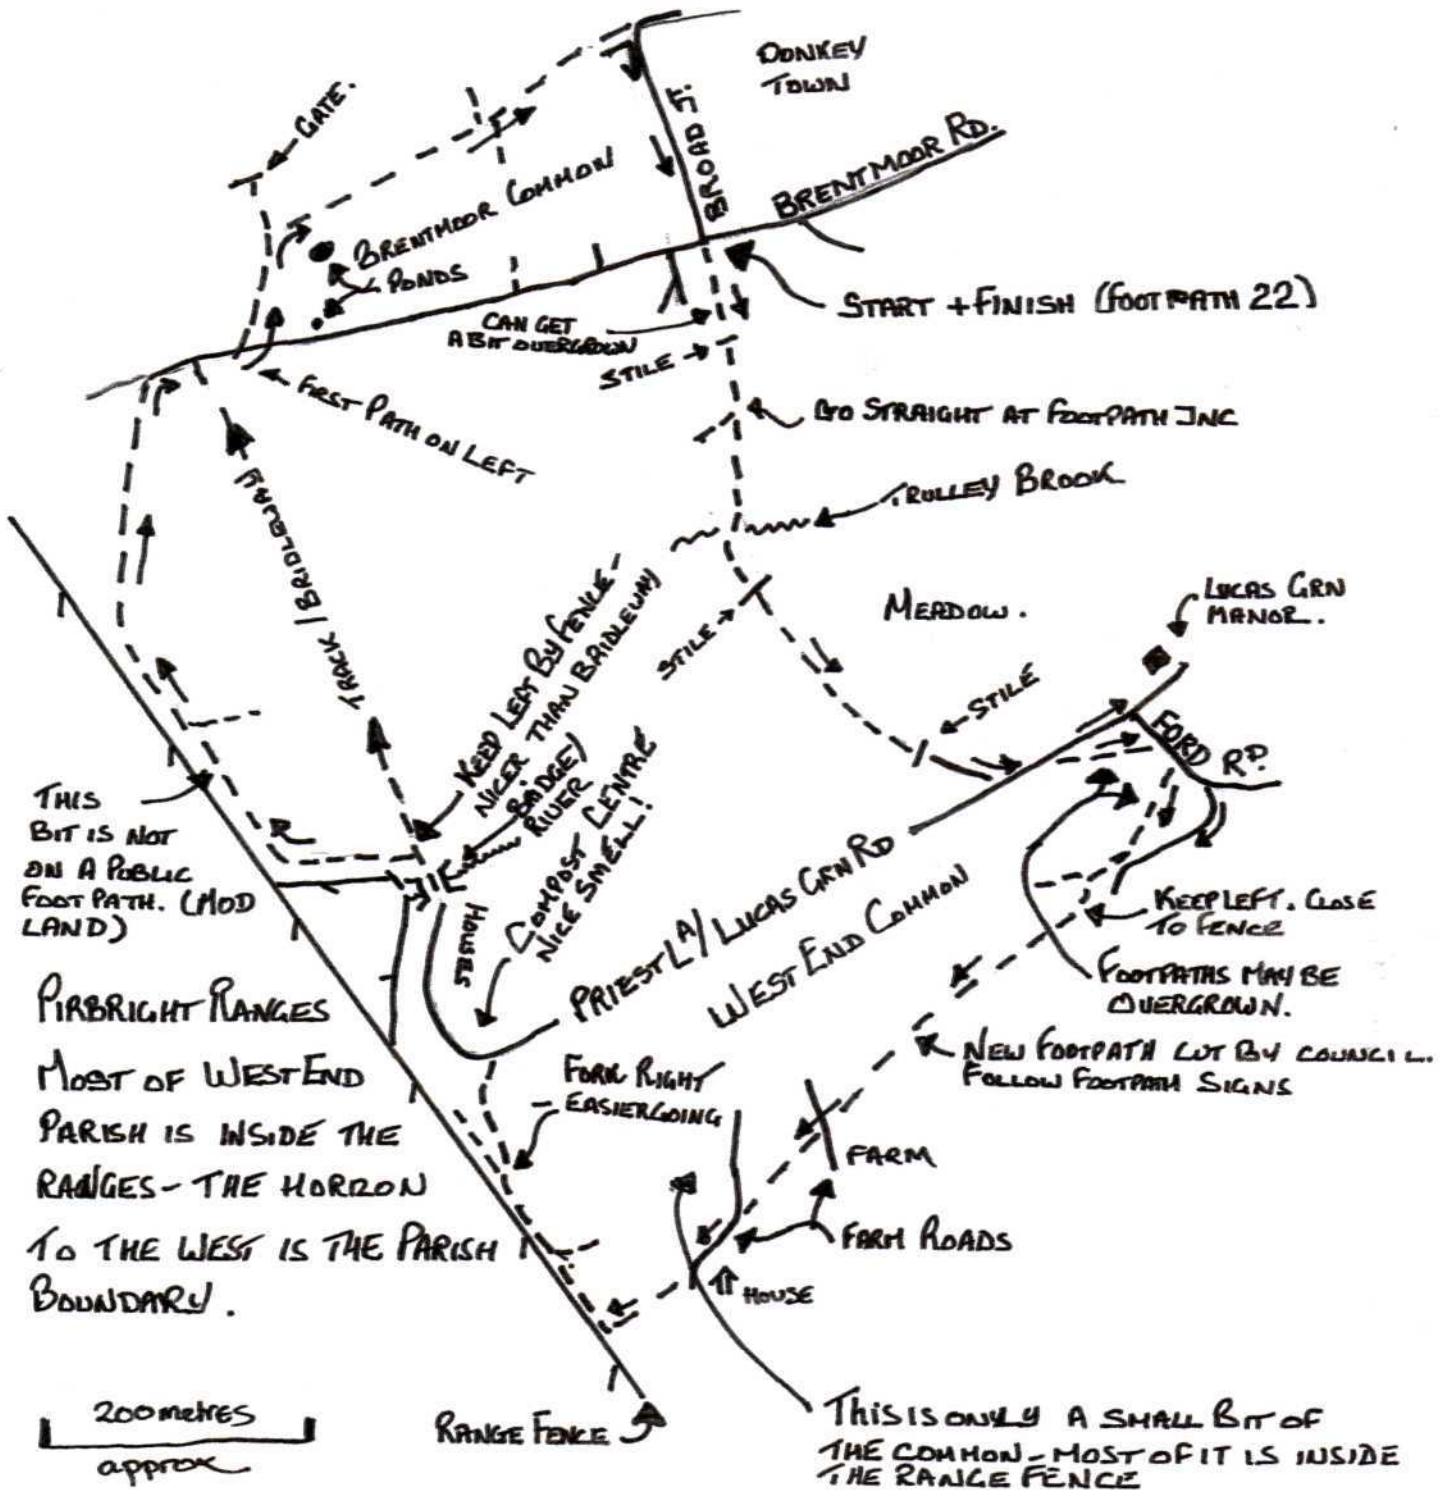 DONKEY
TOWN
GATE.
BROAD ST.
BRENTMOOR RD.
BRENTMOOR COMMON
PONDS
START + FINISH (FOOTPATH 22)
CAN GET
A BIT OVERGROWN
STILE
FIRST PATH ON LEFT
GO STRAIGHT AT FOOTPATH JNC
TRULLEY BROOK
TRACK / BRIDLEWAY
KEEP LEFT BY FENCE -
NICER THAN BRIDLEWAY
BRIDGE)
RIVER
STILE
MEADOW.
LUCAS GRN
MANOR.
STILE
FORD RD.
THIS
BIT IS NOT
ON A PUBLIC
FOOTPATH. (MOD
LAND)
HOUSES
COMPOST CENTRE
NICE SMELL!
PRIEST LA/ LUCAS GRN RD
WEST END COMMON
KEEP LEFT. CLOSE
TO FENCE
FOOTPATHS MAY BE
OVERGROWN.
NEW FOOTPATH CUT BY COUNCIL.
FOLLOW FOOTPATH SIGNS
PIRBRIGHT RANGES
MOST OF WEST END
PARISH IS INSIDE THE
RANGES - THE HORRON
TO THE WEST IS THE PARISH
BOUNDARY.
FORK RIGHT
- EASIER GOING
FARM
FARM ROADS
HOUSE
200 metres
approx
RANGE FENCE
THIS IS ONLY A SMALL BIT OF
THE COMMON - MOST OF IT IS INSIDE
THE RANGE FENCE